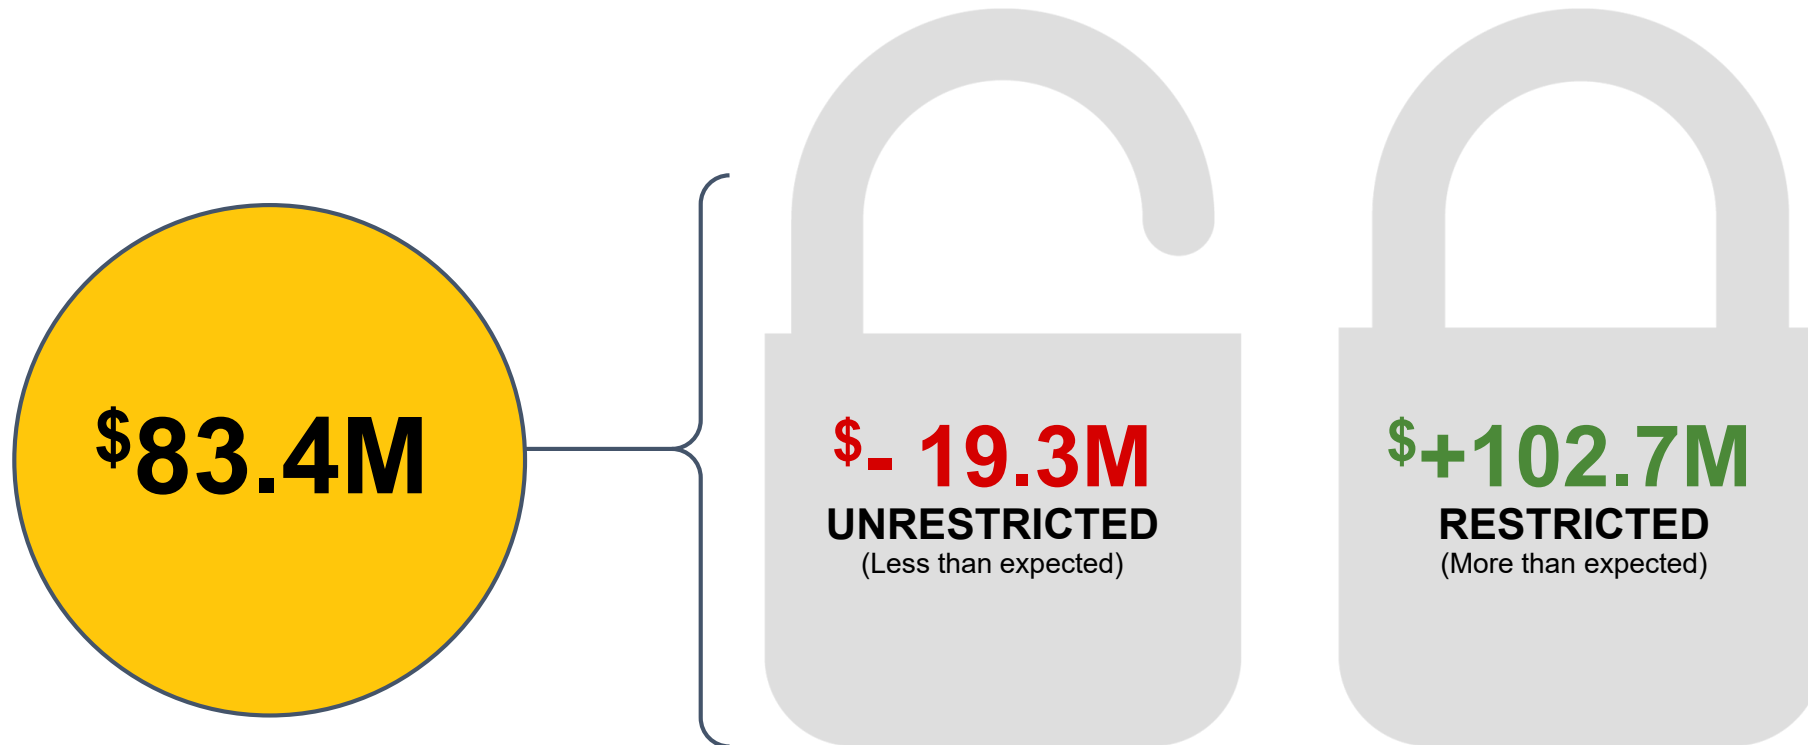 $83.4M
$- 19.3M
UNRESTRICTED
(Less than expected)
$+102.7M
RESTRICTED
(More than expected)